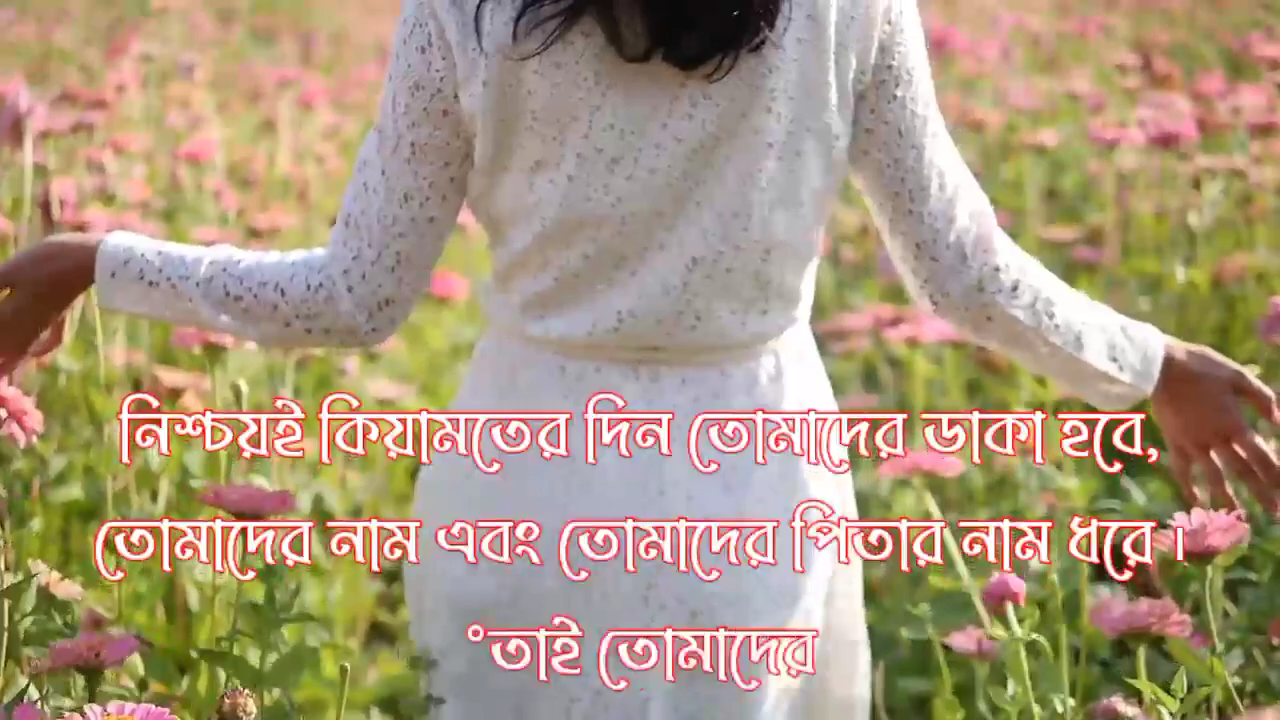 নিশ্চয়ই কিয়ামতের দিন তোমাদের ডাকা হবে,
তোমাদের নাম এবং তোমাদের পিতার নাম ধরে ।
°তাই তোমাদের